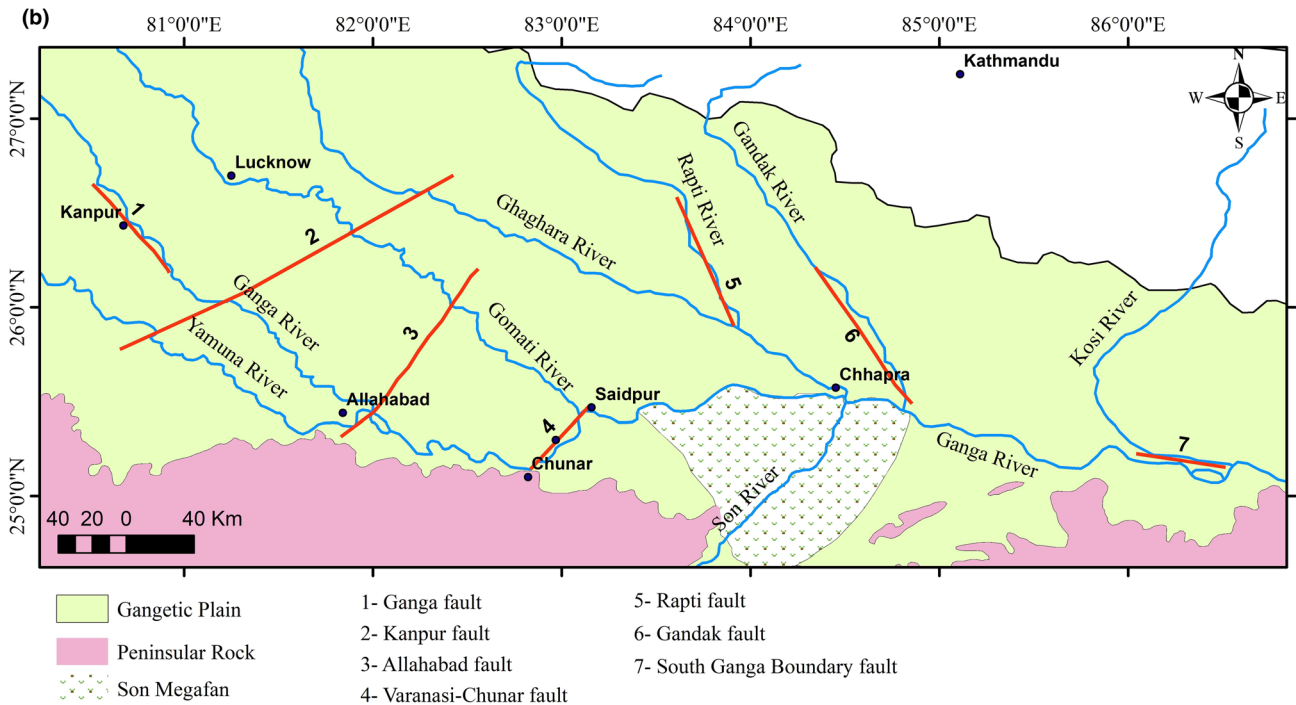 (b)
81°0'0"E
82°0'0"E
83°0'0"E
84°0'0"E
85°0'0"E
86°0'0"E
27°0'0"N
26°0'0"N
25°0'0"N
Kathmandu
N
W
E
S
Lucknow
Kanpur
1
2
Ghaghara River
Rapti River
Gandak River
5
6
Ganga River
Yamuna River
3
Gomati River
Kosi River
Chhapra
Allahabad
Saidpur
4
Chunar
Son River
Ganga River
7
40 20 0 40 Km
Gangetic Plain
Peninsular Rock
Son Megafan
1- Ganga fault
2- Kanpur fault
3- Allahabad fault
4- Varanasi-Chunar fault
5- Rapti fault
6- Gandak fault
7- South Ganga Boundary fault